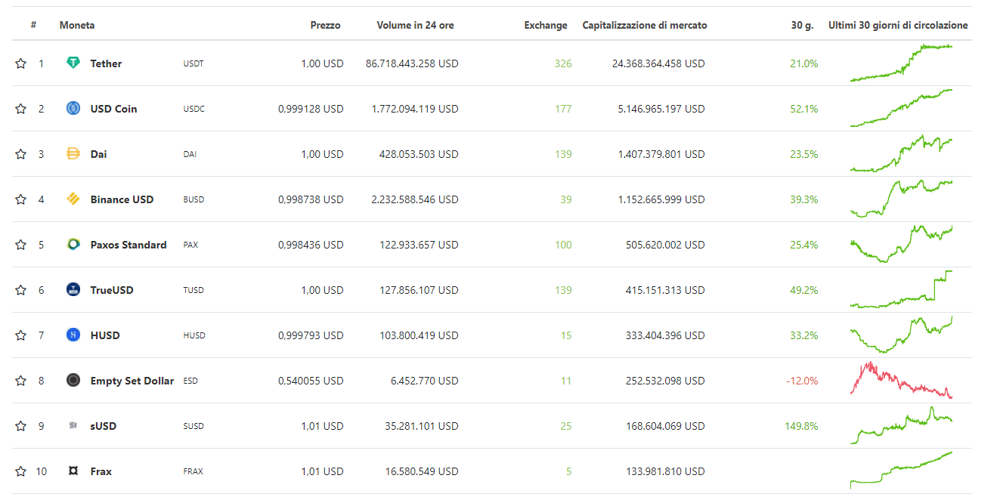 # Moneta Prezzo Volume in 24 ore Exchange Capitalizzazione di mercato 30 g. Ultimi 30 giorni di circolazione
1 Tether USDT 1,00 USD 86.718.443.258 USD 326 24.368.364.458 USD 21.0%
2 USD Coin USDC 0,999128 USD 1.772.094.119 USD 177 5.146.965.197 USD 52.1%
3 Dai DAI 1,00 USD 428.053.503 USD 139 1.407.379.801 USD 23.5%
4 Binance USD BUSD 0,998738 USD 2.232.588.546 USD 39 1.152.665.999 USD 39.3%
5 Paxos Standard PAX 0,998436 USD 122.933.657 USD 100 505.620.002 USD 25.4%
6 TrueUSD TUSD 1,00 USD 127.856.107 USD 139 415.151.313 USD 49.2%
7 HUSD HUSD 0,999793 USD 103.800.419 USD 15 333.404.396 USD 33.2%
8 Empty Set Dollar ESD 0,540055 USD 6.452.770 USD 11 252.532.098 USD -12.0%
9 sUSD SUSD 1,01 USD 35.281.101 USD 25 168.604.069 USD 149.8%
10 Frax FRAX 1,01 USD 16.580.549 USD 5 133.981.810 USD